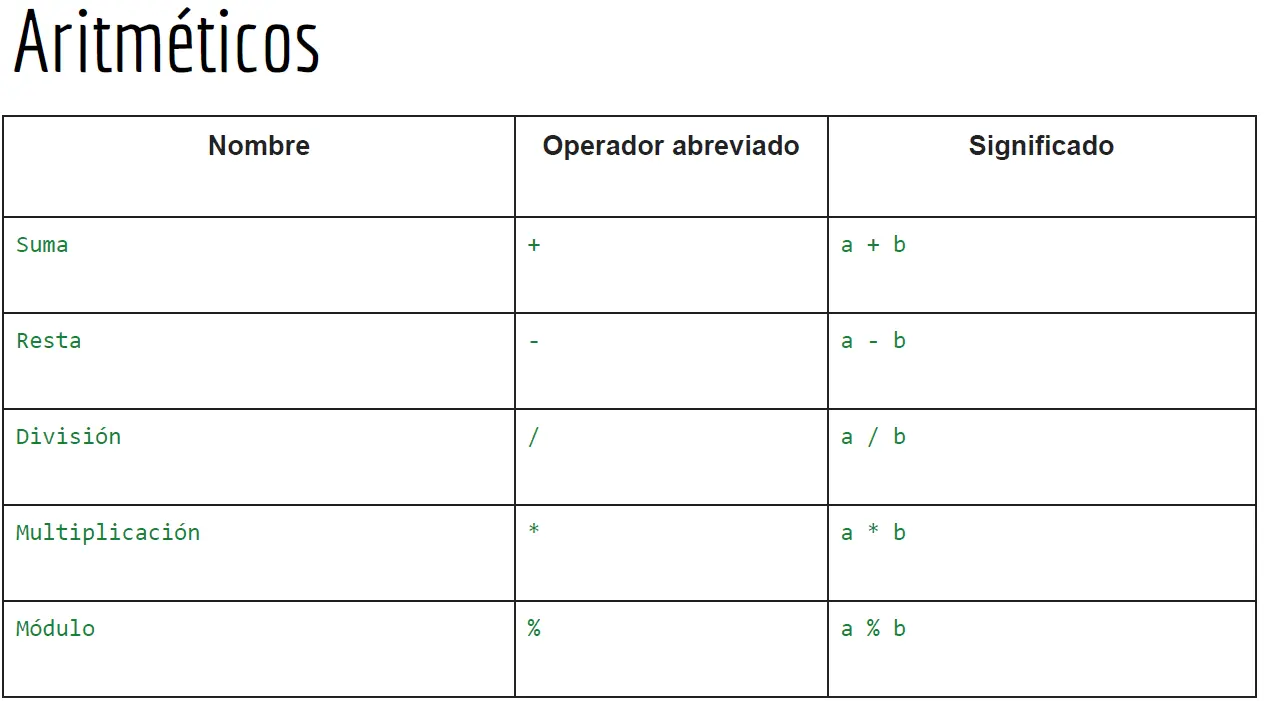 Aritméticos
Nombre Operador abreviado Significado
Suma + a + b
Resta - a - b
División / a / b
Multiplicación * a * b
Módulo % a % b